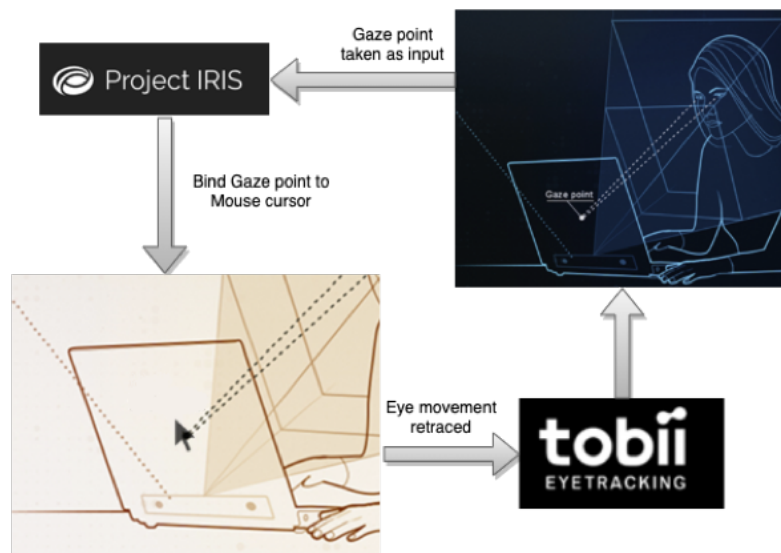 Gaze point
taken as input
Project IRIS
Bind Gaze point to
Mouse cursor
Gaze point
Eye movement
retraced
tobii
EYETRACKING